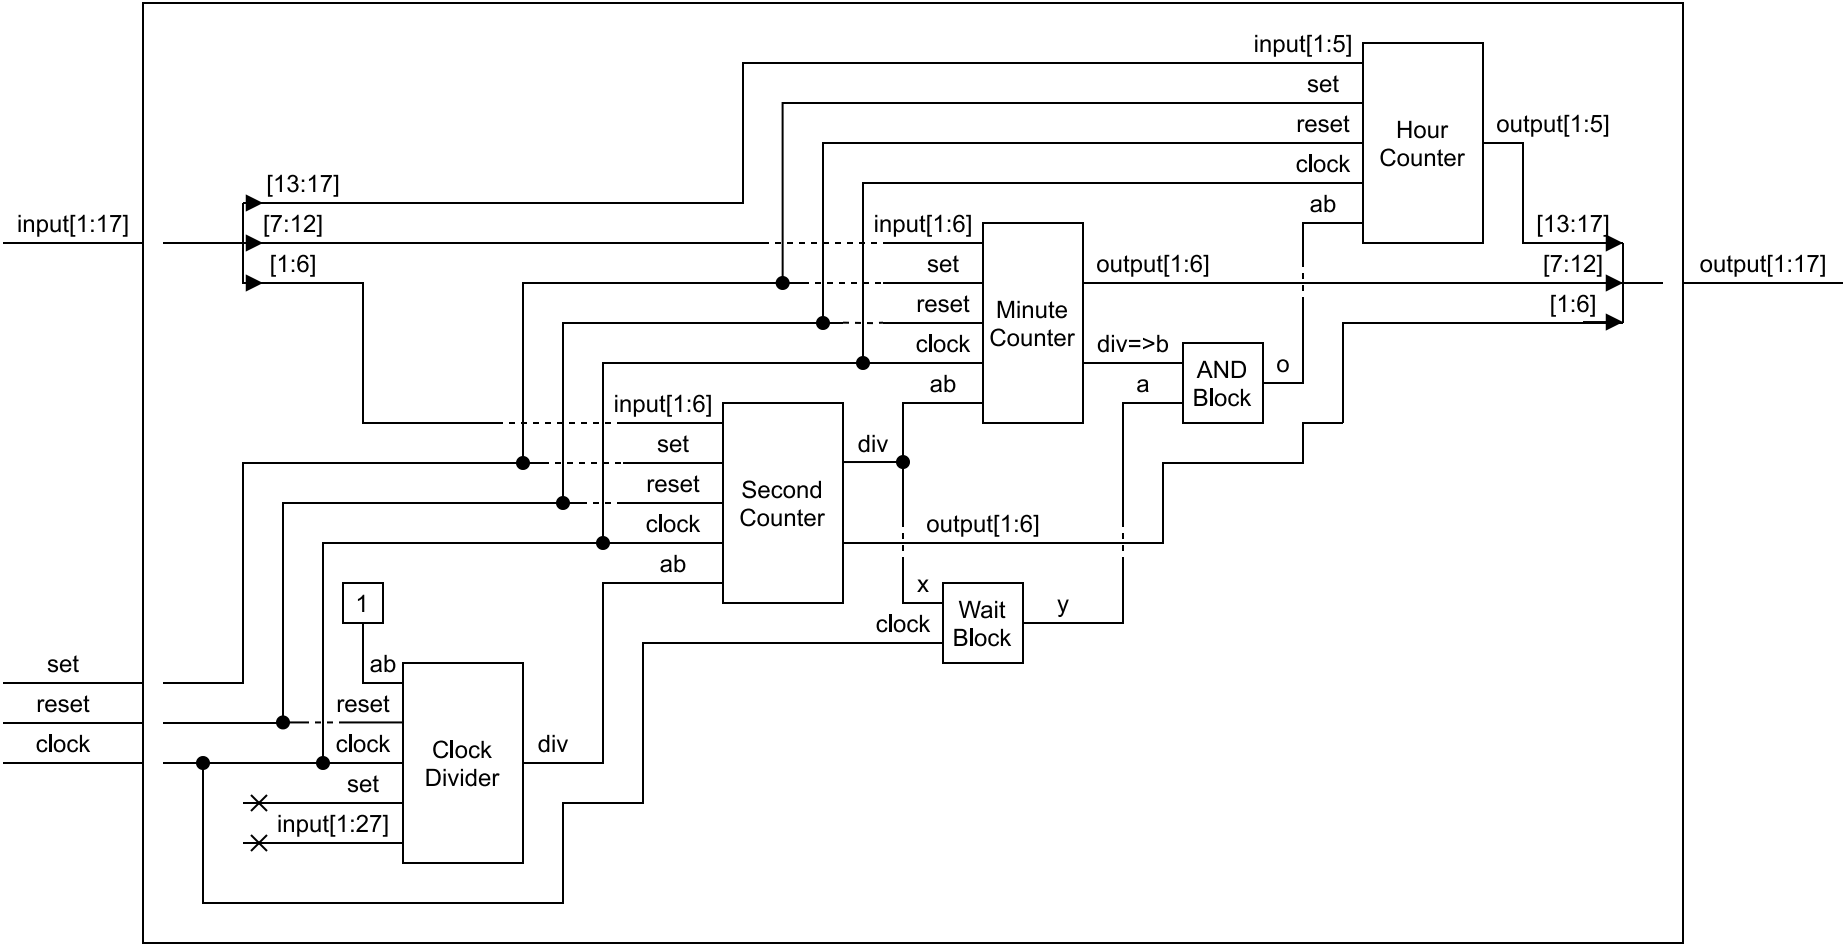 input[1:5]
set
reset
clock
ab
Hour
Counter
output[1:5]
[13:17]
[7:12]
[1:6]
input[1:17]
input[1:6]
set
reset
clock
ab
Minute
Counter
output[1:6]
div=>b
a
AND
Block
o
[13:17]
[7:12]
[1:6]
output[1:17]
input[1:6]
set
reset
clock
ab
Second
Counter
div
output[1:6]
x
clock
Wait
Block
y
1
set
reset
clock
ab
reset
clock
set
input[1:27]
Clock
Divider
div